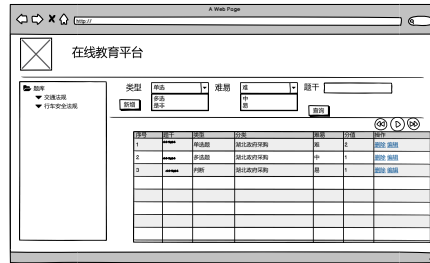 A Web Page
http://
在线教育平台
题库
交通法规
行车安全法规
类型 单选 难易 难 题干
多选 中
是非 易
新增 查询
序号 题干 类型 分类 难易 分值 操作
1 单选题 湖北政府采购 难 2 删除 编辑
2 多选题 湖北政府采购 中 1 删除 编辑
3 判断 湖北政府采购 易 1 删除 编辑